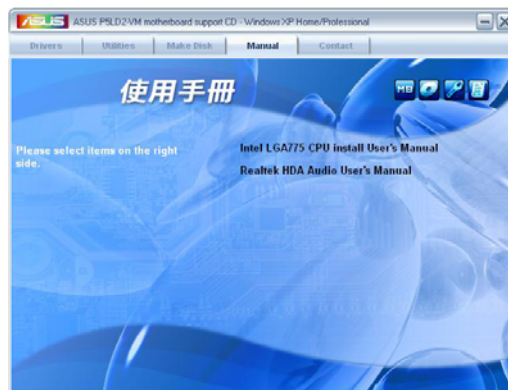 ASUS ASUS P5LD2-VM motherboard support CD - Windows XP Home/Professional
Drivers Utilities Make Disk Manual Contact
使用手冊
MB
Please select items on the right
side.
Intel LGA775 CPU install User's Manual
Realtek HDA Audio User's Manual